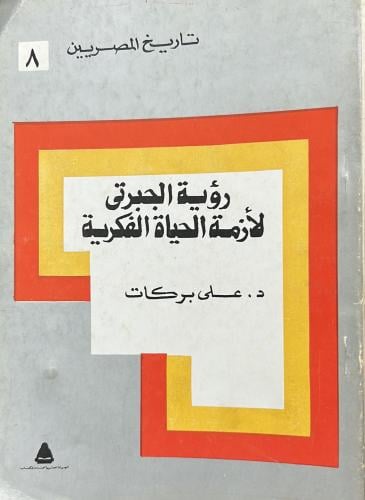 تاريخ المصريين
٨
رؤية الجبرتى
لأزمة الحياة الفكرية
د. على بركات